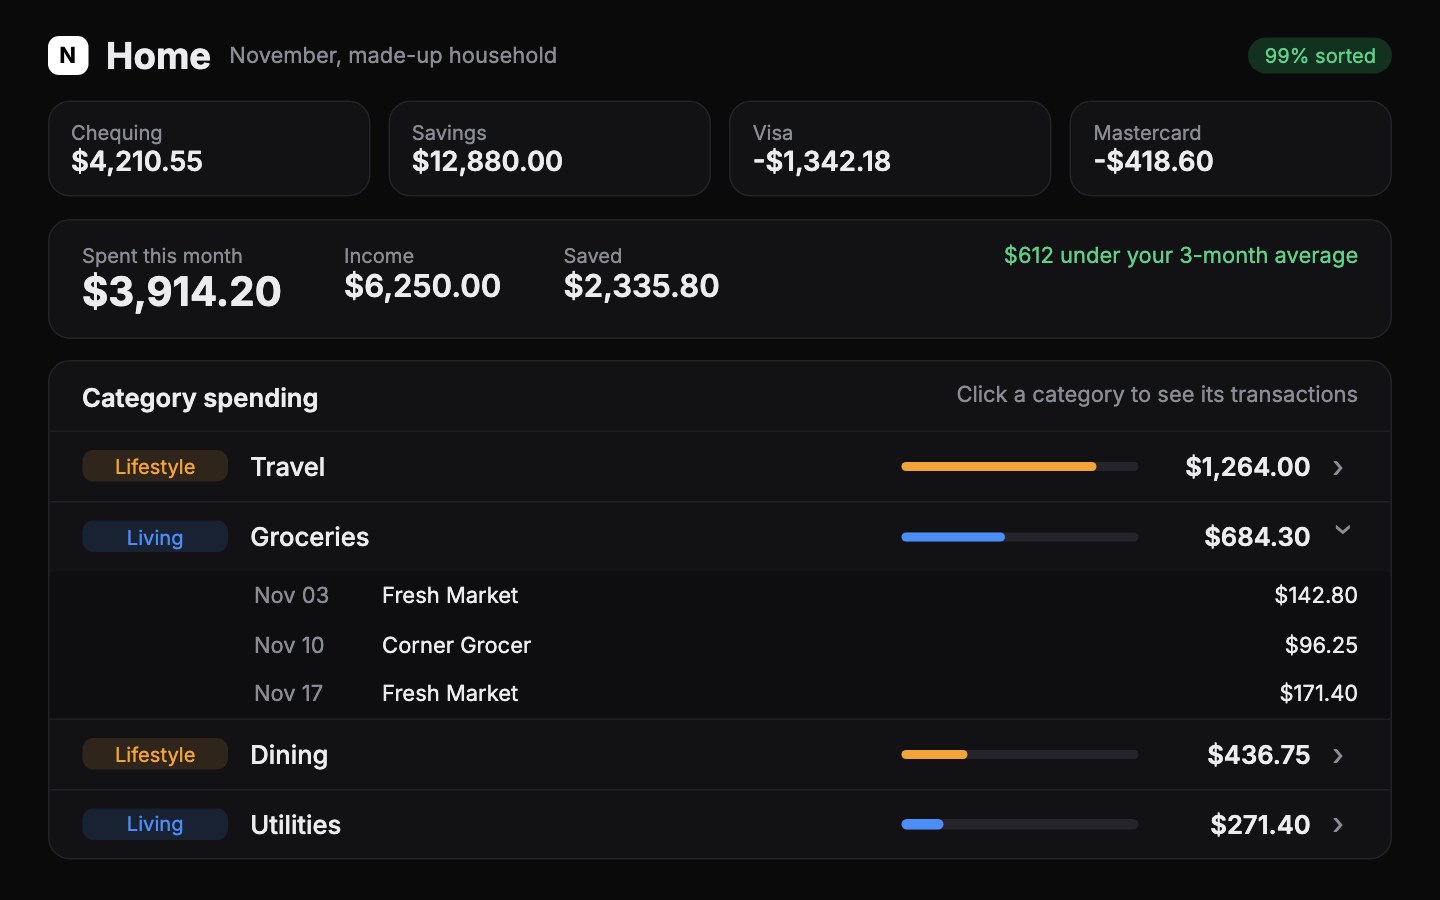 N Home November, made-up household 99% sorted
Chequing Savings Visa Mastercard
$4,210.55 $12,880.00 -$1,342.18 -$418.60
Spent this month Income Saved $612 under your 3-month average
$3,914.20 $6,250.00 $2,335.80
Category spending Click a category to see its transactions
Lifestyle Travel $1,264.00 ›
Living Groceries $684.30
Nov 03 Fresh Market $142.80
Nov 10 Corner Grocer $96.25
Nov 17 Fresh Market $171.40
Lifestyle Dining $436.75 ›
Living Utilities $271.40 ›